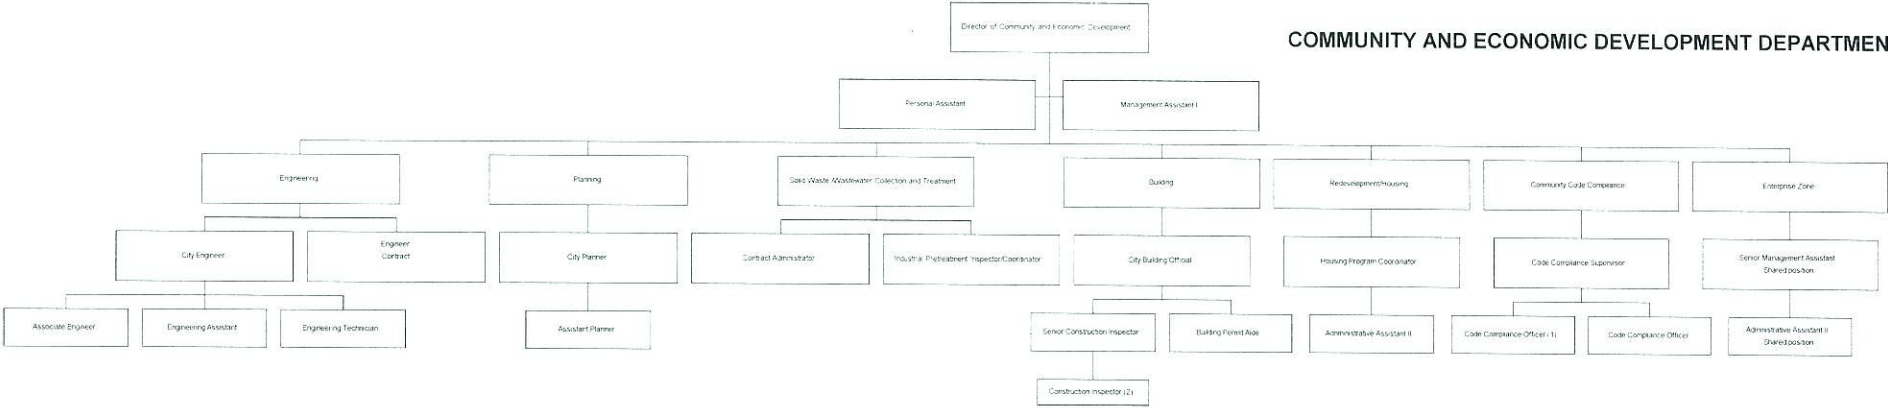 Director of Community and Economic Development
COMMUNITY AND ECONOMIC DEVELOPMENT DEPARTMEN
Personal Assistant
Management Assistant I
Engineering
Planning
Solid Waste /Wastewater Collection and Treatment
Building
Redevelopment/Housing
Community Code Compliance
Enterprise Zone
City Engineer
Engineer
Contract
City Planner
Contract Administrator
Industrial Pretreatment Inspector/Coordinator
City Building Official
Housing Program Coordinator
Code Compliance Supervisor
Senior Management Assistant
Shared position
Associate Engineer
Engineering Assistant
Engineering Technician
Assistant Planner
Senior Construction Inspector
Building Permit Aide
Administrative Assistant II
Code Compliance Officer (1)
Code Compliance Officer
Administrative Assistant II
Shared position
Construction Inspector (2)